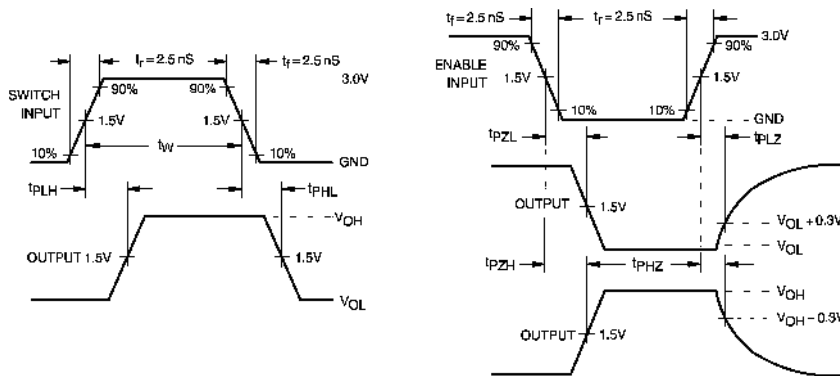 tr = 2.5 nS
tf = 2.5 nS
3.0V
SWITCH
INPUT
90%
90%
1.5V
1.5V
10%
tW
10%
GND
tPLH
tPHL
VOH
OUTPUT 1.5V
1.5V
VOL
tf = 2.5 nS
tr = 2.5 nS
90%
90%
3.0V
ENABLE
INPUT
1.5V
1.5V
10%
10%
GND
tPZL
tPLZ
OUTPUT
1.5V
VOL + 0.3V
VOL
tPZH
tPHZ
VOH
VOH − 0.3V
OUTPUT
1.5V